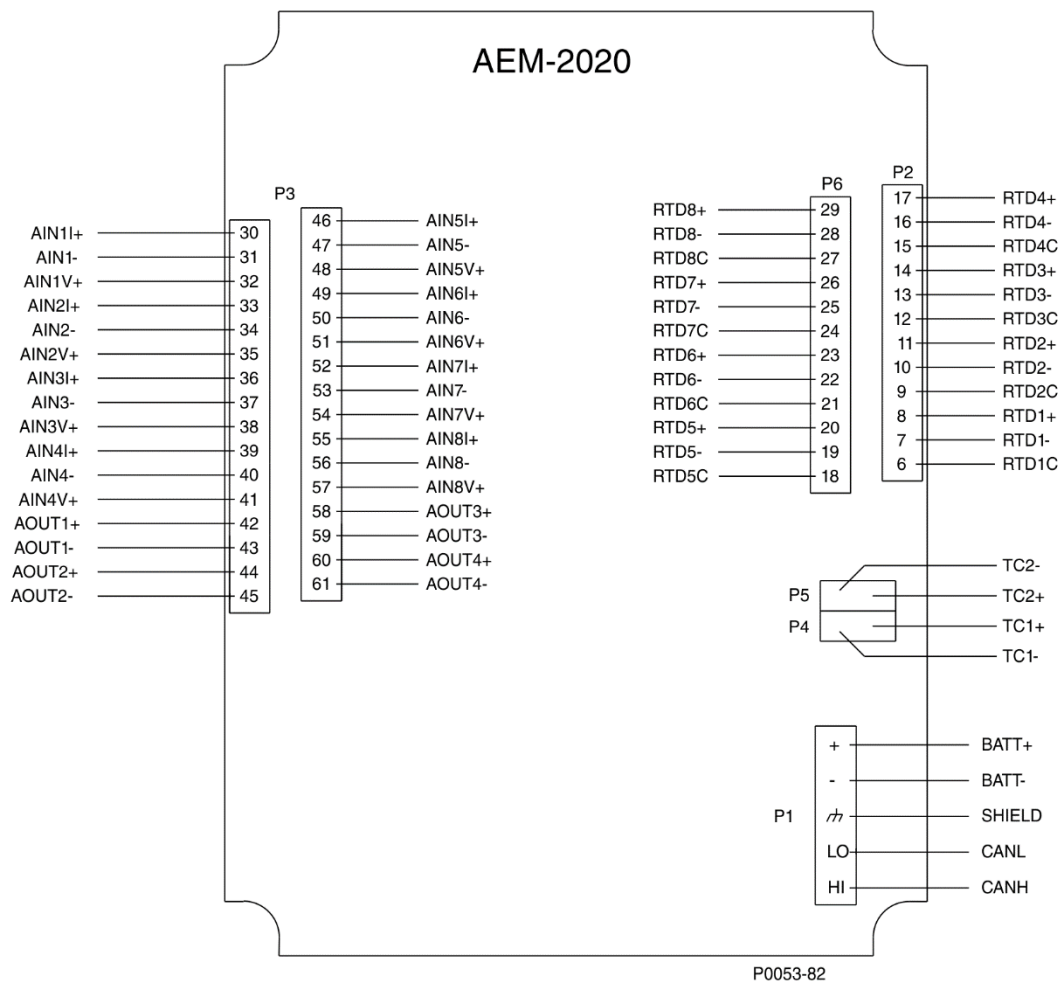 AEM-2020
P3
AIN1I+ 30
AIN1- 31
AIN1V+ 32
AIN2I+ 33
AIN2- 34
AIN2V+ 35
AIN3I+ 36
AIN3- 37
AIN3V+ 38
AIN4I+ 39
AIN4- 40
AIN4V+ 41
AOUT1+ 42
AOUT1- 43
AOUT2+ 44
AOUT2- 45
46 AIN5I+
47 AIN5-
48 AIN5V+
49 AIN6I+
50 AIN6-
51 AIN6V+
52 AIN7I+
53 AIN7-
54 AIN7V+
55 AIN8I+
56 AIN8-
57 AIN8V+
58 AOUT3+
59 AOUT3-
60 AOUT4+
61 AOUT4-
P6
RTD8+ 29
RTD8- 28
RTD8C 27
RTD7+ 26
RTD7- 25
RTD7C 24
RTD6+ 23
RTD6- 22
RTD6C 21
RTD5+ 20
RTD5- 19
RTD5C 18
P2
17 RTD4+
16 RTD4-
15 RTD4C
14 RTD3+
13 RTD3-
12 RTD3C
11 RTD2+
10 RTD2-
9 RTD2C
8 RTD1+
7 RTD1-
6 RTD1C
TC2-
P5 TC2+
P4 TC1+
TC1-
+ BATT+
- BATT-
P1 SHIELD
LO CANL
HI CANH
P0053-82